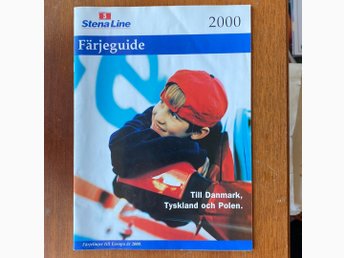 Stena Line
2000
Färjeguide
Till Danmark,
Tyskland och Polen.
Färjelinjer till Europa år 2000.